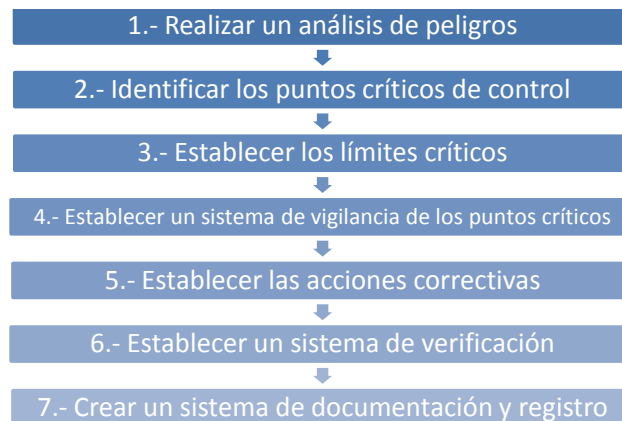 1.- Realizar un análisis de peligros
2.- Identificar los puntos críticos de control
3.- Establecer los límites críticos
4.- Establecer un sistema de vigilancia de los puntos críticos
5.- Establecer las acciones correctivas
6.- Establecer un sistema de verificación
7.- Crear un sistema de documentación y registro